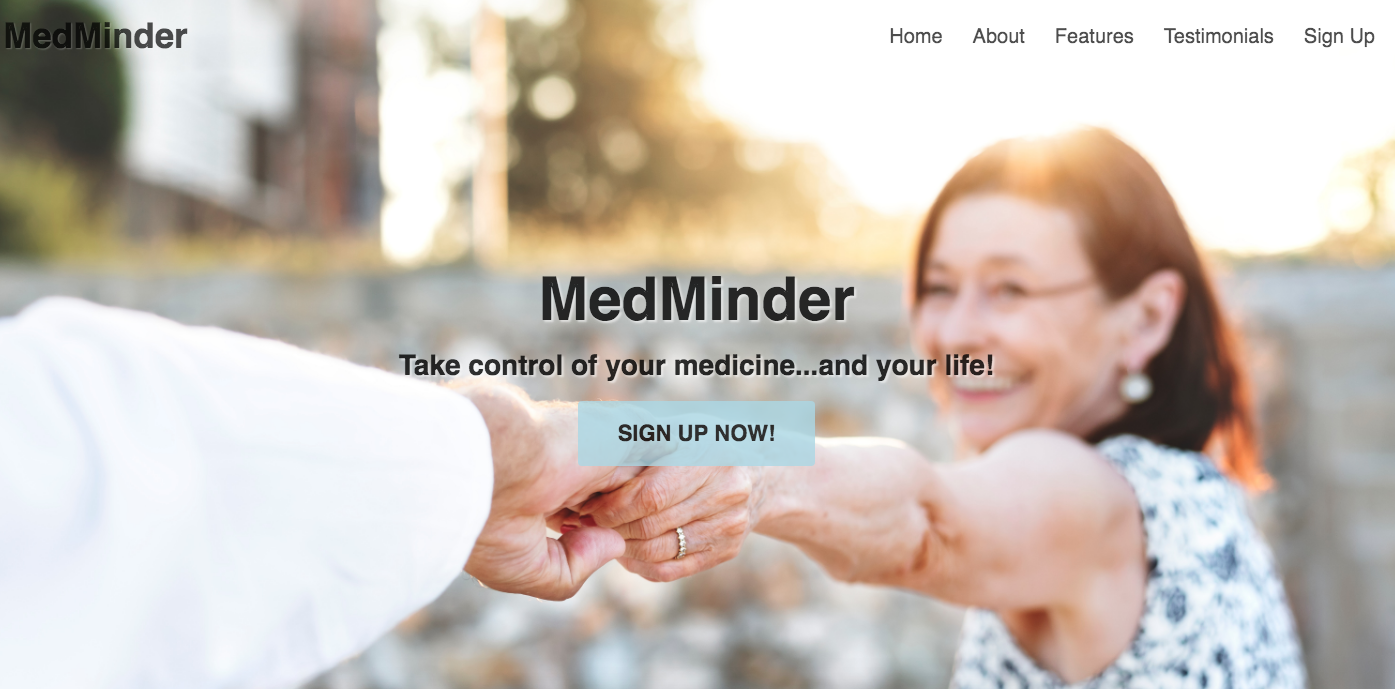 MedMinder
Home About Features Testimonials Sign Up
MedMinder
Take control of your medicine...and your life!
SIGN UP NOW!